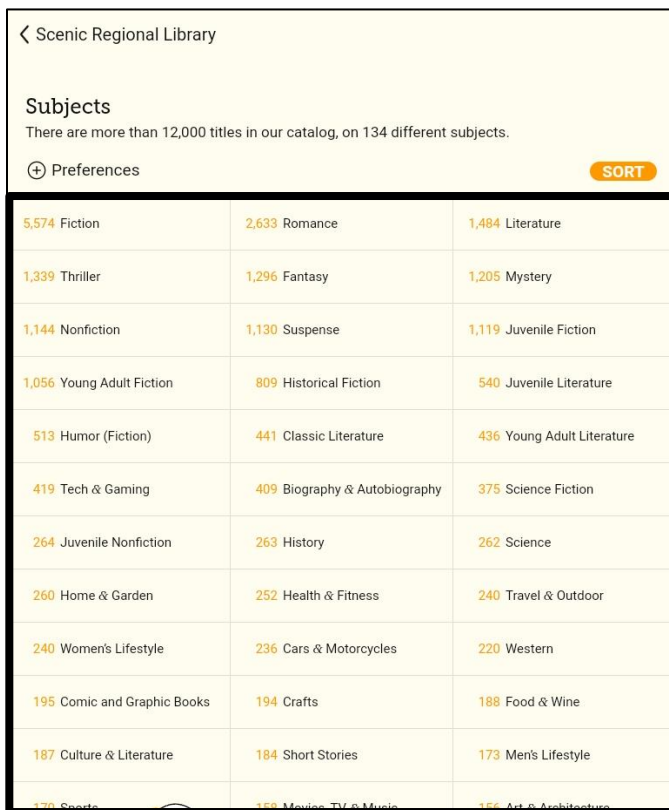 Scenic Regional Library
Subjects
There are more than 12,000 titles in our catalog, on 134 different subjects.
Preferences
SORT
5,574 Fiction 2,633 Romance 1,484 Literature
1,339 Thriller 1,296 Fantasy 1,205 Mystery
1,144 Nonfiction 1,130 Suspense 1,119 Juvenile Fiction
1,056 Young Adult Fiction 809 Historical Fiction 540 Juvenile Literature
513 Humor (Fiction) 441 Classic Literature 436 Young Adult Literature
419 Tech & Gaming 409 Biography & Autobiography 375 Science Fiction
264 Juvenile Nonfiction 263 History 262 Science
260 Home & Garden 252 Health & Fitness 240 Travel & Outdoor
240 Women's Lifestyle 236 Cars & Motorcycles 220 Western
195 Comic and Graphic Books 194 Crafts 188 Food & Wine
187 Culture & Literature 184 Short Stories 173 Men's Lifestyle
Sports Movies, TV & Music Art & Architecture